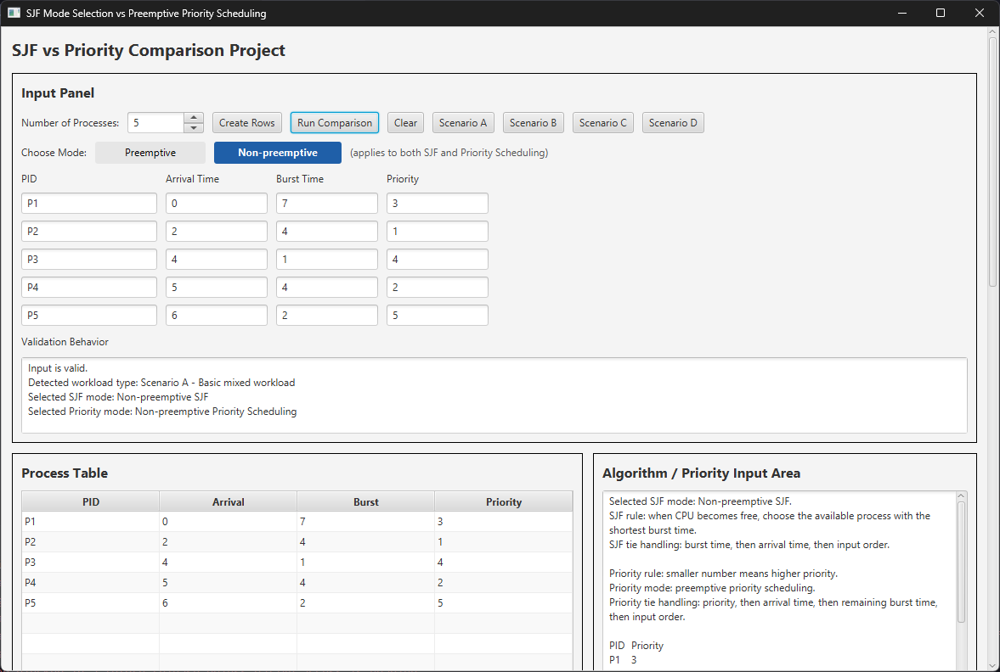 SJF Mode Selection vs Preemptive Priority Scheduling
SJF vs Priority Comparison Project
Input Panel
Number of Processes: 5 Create Rows Run Comparison Clear Scenario A Scenario B Scenario C Scenario D
Choose Mode: Preemptive Non-preemptive (applies to both SJF and Priority Scheduling)
PID Arrival Time Burst Time Priority
P1 0 7 3
P2 2 4 1
P3 4 1 4
P4 5 4 2
P5 6 2 5
Validation Behavior
Input is valid.
Detected workload type: Scenario A - Basic mixed workload
Selected SJF mode: Non-preemptive SJF
Selected Priority mode: Non-preemptive Priority Scheduling
Process Table
PID Arrival Burst Priority
P1 0 7 3
P2 2 4 1
P3 4 1 4
P4 5 4 2
P5 6 2 5
Algorithm / Priority Input Area
Selected SJF mode: Non-preemptive SJF.
SJF rule: when CPU becomes free, choose the available process with the
shortest burst time.
SJF tie handling: burst time, then arrival time, then input order.
Priority rule: smaller number means higher priority.
Priority mode: preemptive priority scheduling.
Priority tie handling: priority, then arrival time, then remaining burst time,
then input order.
PID Priority
P1 3